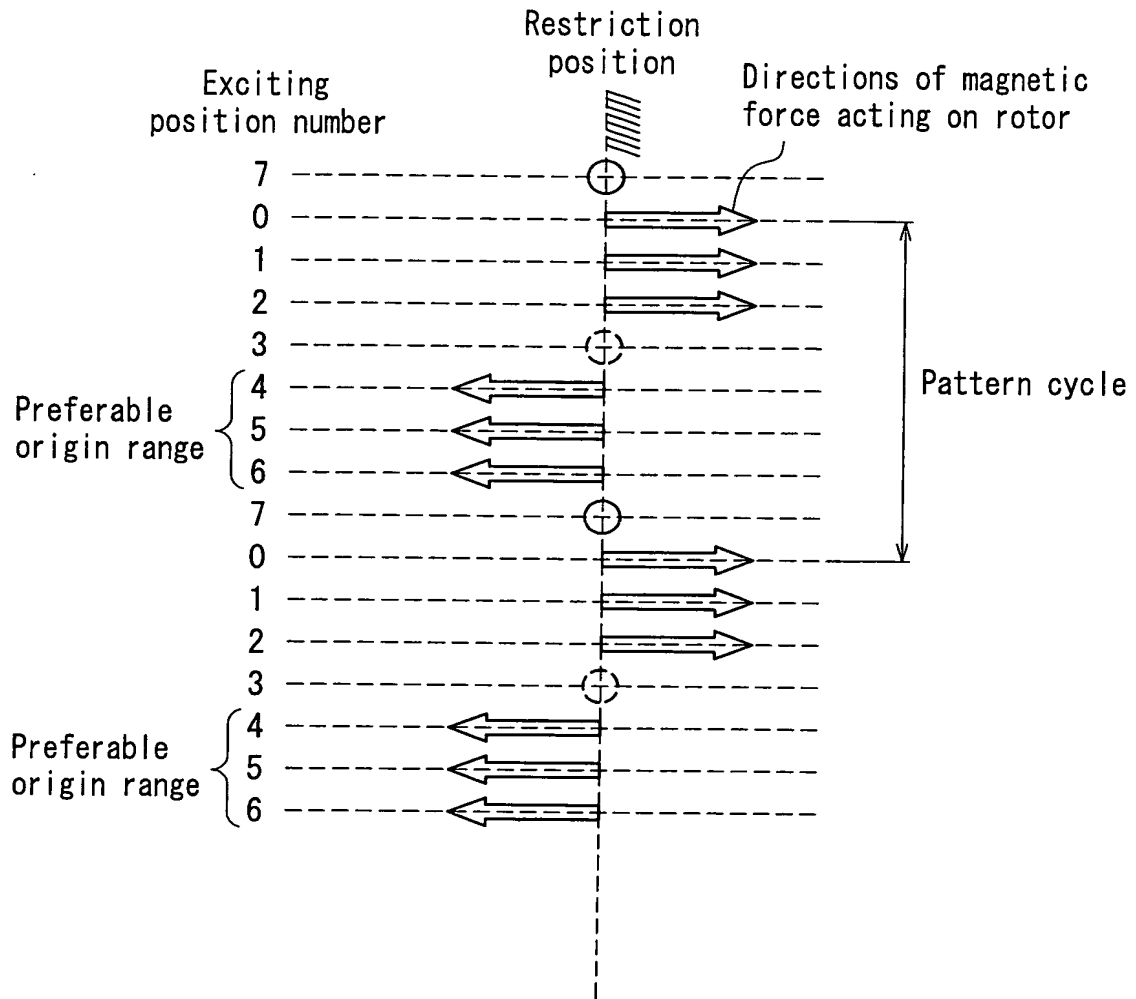 Restriction
position
Exciting
position number
Directions of magnetic
force acting on rotor
7
0
1
2
3
4
5
6
7
0
1
2
3
4
5
6
Preferable
origin range
Pattern cycle
Preferable
origin range